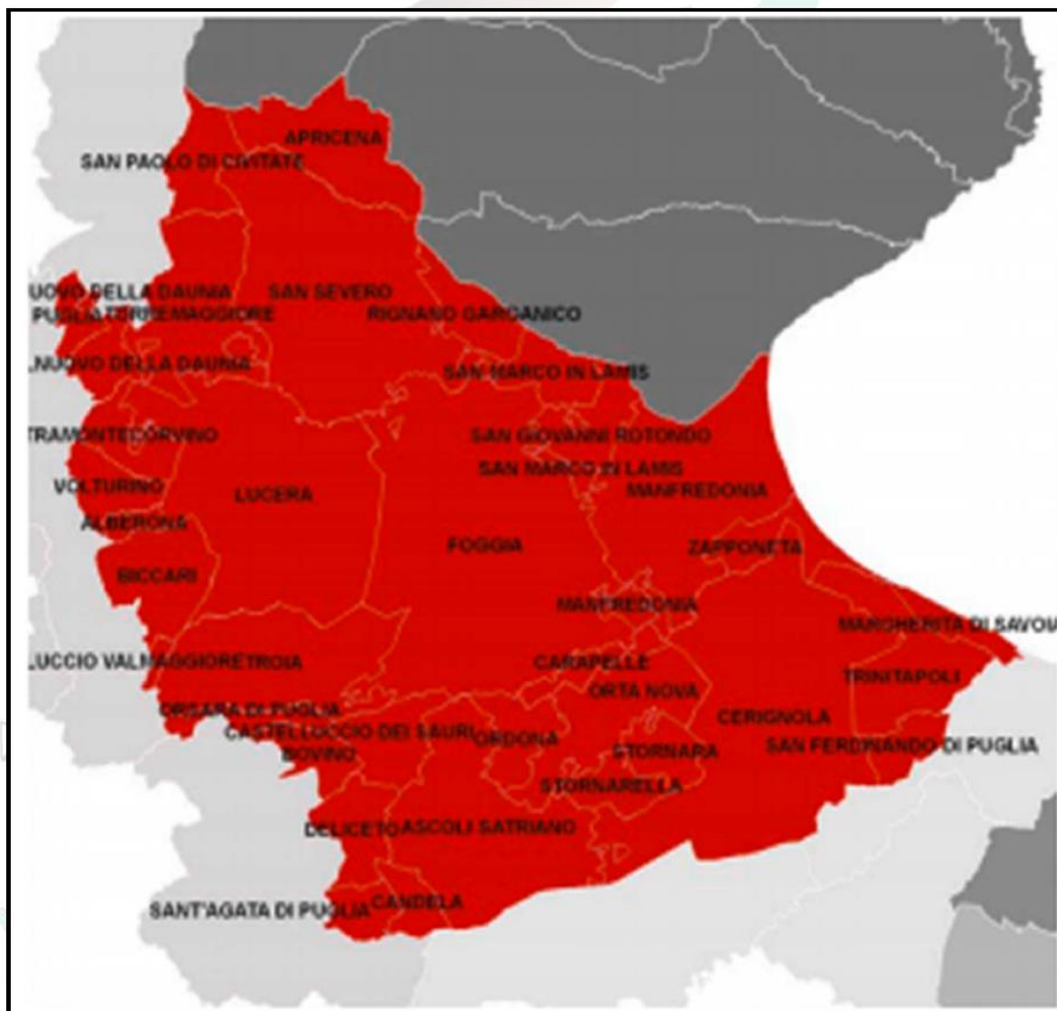 APRICENA
SAN PAOLO DI CIVITATE
UOVO DELLA DAUNIA
SAN SEVERO
PUGLIA
TORREMAGGIORE
RIGNANO GARGANICO
LNUOVO DELLA DAUNIA
SAN MARCO IN LAMIS
TRAMONTECORVINO
SAN GIOVANNI ROTONDO
SAN MARCO IN LAMIS
VOLTURINO
LUCERA
MANFREDONIA
ALBERONA
FOGGIA
ZAPPONETA
BICCARI
MANFREDONIA
MARGHERITA DI SAVOIA
LUCCIO VALMAGGIORE
TROIA
CARAPELLE
TRINITAPOLI
ORTA NOVA
ORSARA DI PUGLIA
CERIGNOLA
CASTELLUCCIO DEI SAURI
ORDONA
SAN FERDINANDO DI PUGLIA
BOVINO
STORNARA
STORNARELLA
DELICETO
ASCOLI SATRIANO
SANT'AGATA DI PUGLIA
CANDELA